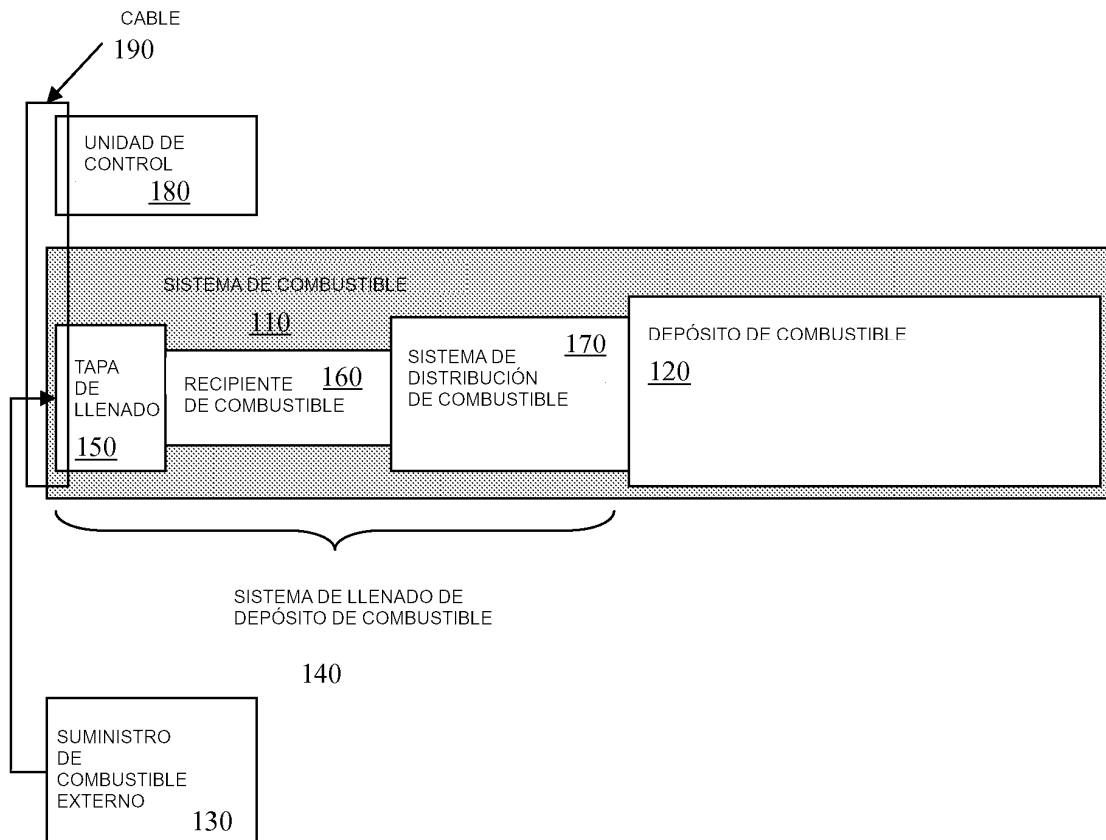 CABLE
190
UNIDAD DE
CONTROL
180
SISTEMA DE COMBUSTIBLE
110
TAPA
DE
LLENADO
150
RECIPIENTE
DE COMBUSTIBLE
160
SISTEMA DE
DISTRIBUCIÓN
DE COMBUSTIBLE
170
DEPÓSITO DE COMBUSTIBLE
120
SISTEMA DE LLENADO DE
DEPÓSITO DE COMBUSTIBLE
140
SUMINISTRO
DE
COMBUSTIBLE
EXTERNO
130